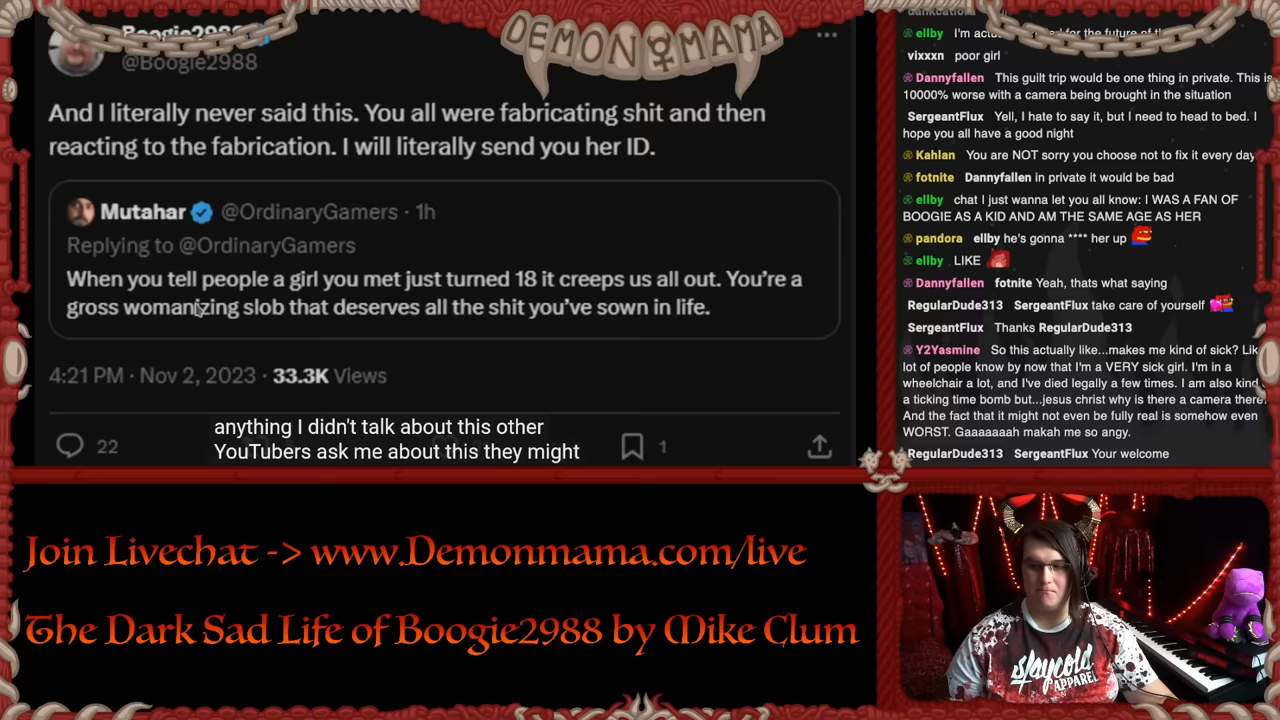 DEMON MAMA
Boogie2988
@Boogie2988
And I literally never said this. You all were fabricating shit and then
reacting to the fabrication. I will literally send you her ID.
Mutahar @OrdinaryGamers · 1h
Replying to @OrdinaryGamers
When you tell people a girl you met just turned 18 it creeps us all out. You're a
gross womanizing slob that deserves all the shit you've sown in life.
4:21 PM · Nov 2, 2023 · 33.3K Views
22
1
anything I didn't talk about this other
YouTubers ask me about this they might
ellby I'm for the future of
vixxxn poor girl
Dannyfallen This guilt trip would be one thing in private. This is
10000% worse with a camera being brought in the situation
SergeantFlux Yell, I hate to say it, but I need to head to bed. I
hope you all have a good night
Kahlan You are NOT sorry you choose not to fix it every day
fotnite Dannyfallen in private it would be bad
ellby chat I just wanna let you all know: I WAS A FAN OF
BOOGIE AS A KID AND AM THE SAME AGE AS HER
pandora ellby he's gonna **** her up
ellby LIKE
Dannyfallen fotnite Yeah, thats what saying
RegularDude313 SergeantFlux take care of yourself
SergeantFlux Thanks RegularDude313
Y2Yasmine So this actually like...makes me kind of sick? Lik
lot of people know by now that I'm a VERY sick girl. I'm in a
wheelchair a lot, and I've died legally a few times. I am also kind
a ticking time bomb but...jesus christ why is there a camera there
And the fact that it might not even be fully real is somehow even
WORST. Gaaaaaaah makah me so angy.
RegularDude313 SergeantFlux Your welcome
Join Livechat -> www.Demonmama.com/live
The Dark Sad Life of Boogie2988 by Mike Clum
staycold
APPAREL